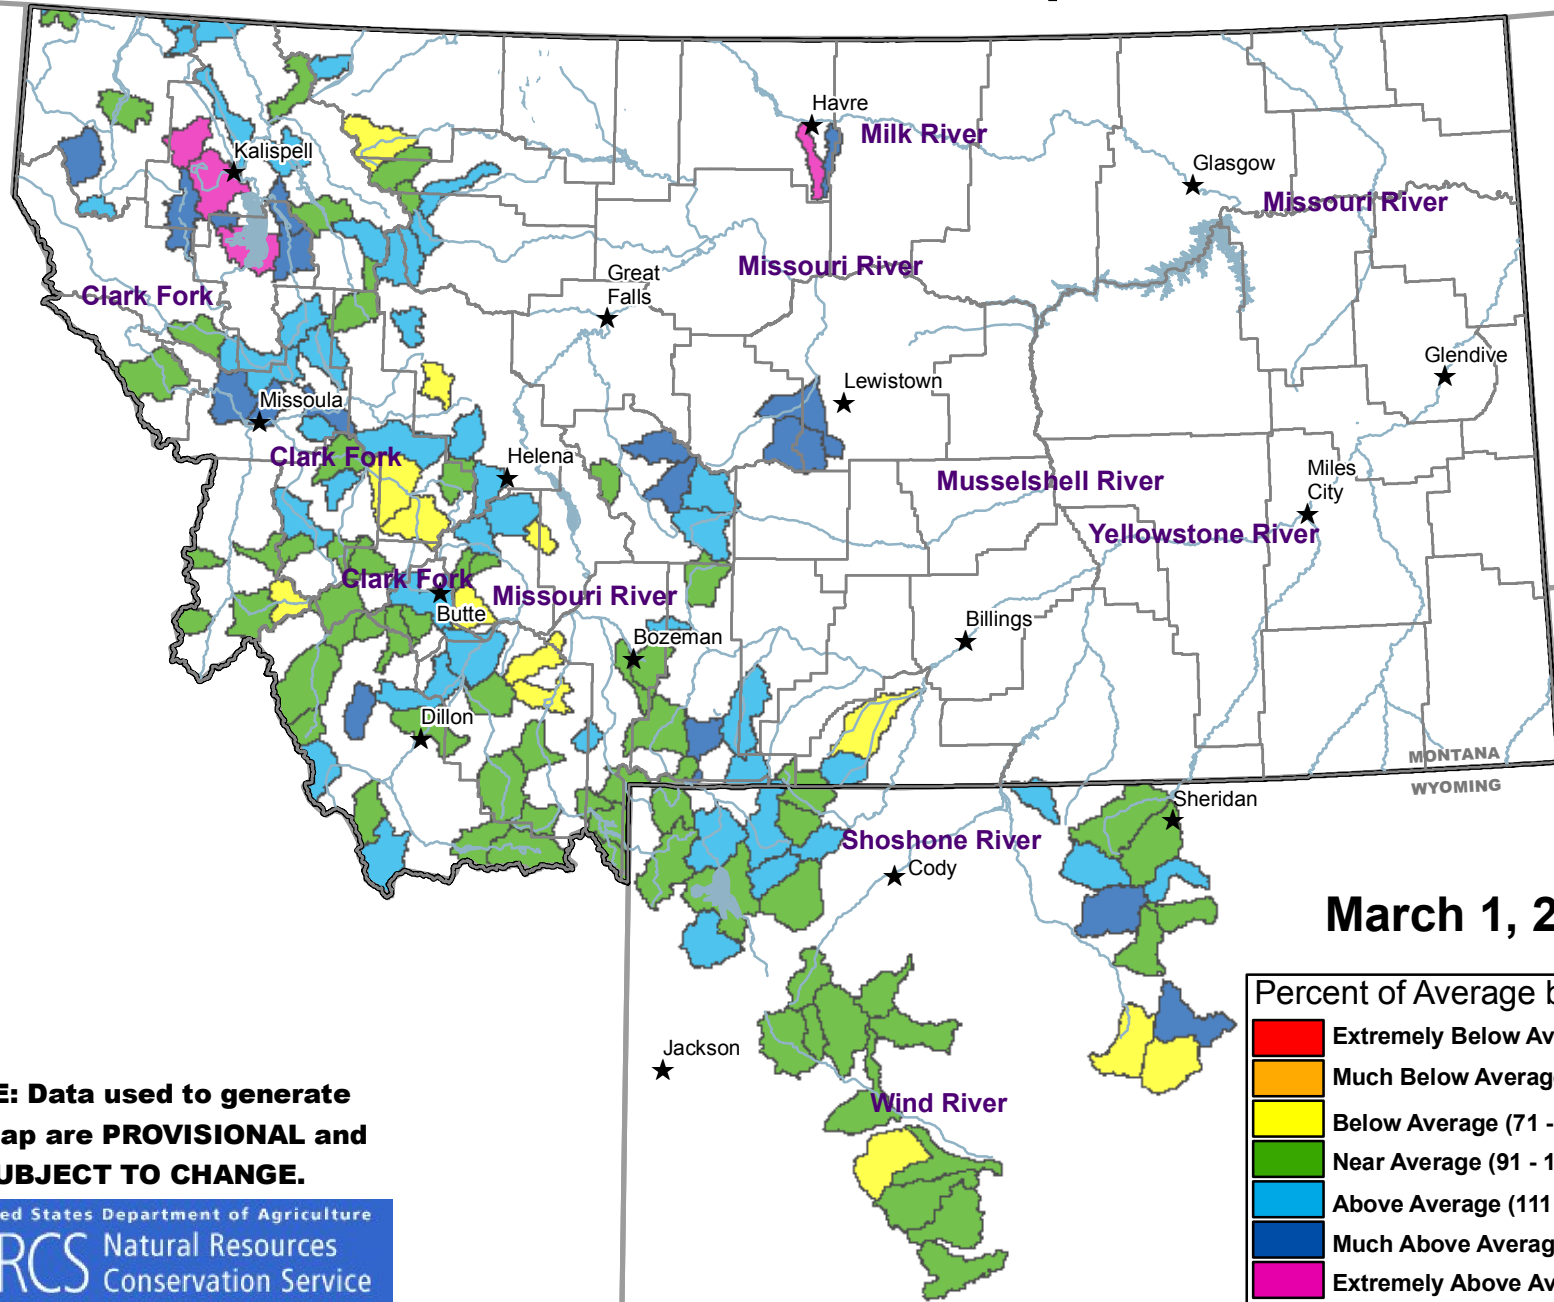 Havre
Milk River
Kalispell
Glasgow
Missouri River
Missouri River
Great
Falls
Clark Fork
Glendive
Lewistown
Missoula
Clark Fork
Helena
Miles
City
Musselshell River
Yellowstone River
Clark Fork
Missouri River
Butte
Billings
Bozeman
Dillon
MONTANA
WYOMING
Sheridan
Shoshone River
Cody
March 1, 2
Percent of Average b
Extremely Below Av
Much Below Averag
Below Average (71 -
Near Average (91 - 1
Above Average (111
Much Above Averag
Extremely Above Av
Jackson
Wind River
E: Data used to generate
ap are PROVISIONAL and
UBJECT TO CHANGE.
ed States Department of Agriculture
RCS
Natural Resources
Conservation Service